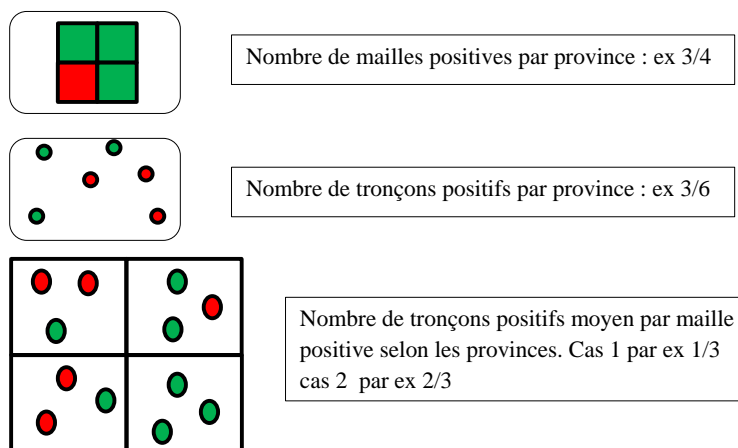 Nombre de mailles positives par province : ex 3/4
Nombre de tronçons positifs par province : ex 3/6
Nombre de tronçons positifs moyen par maille
positive selon les provinces. Cas 1 par ex 1/3
cas 2  par ex 2/3